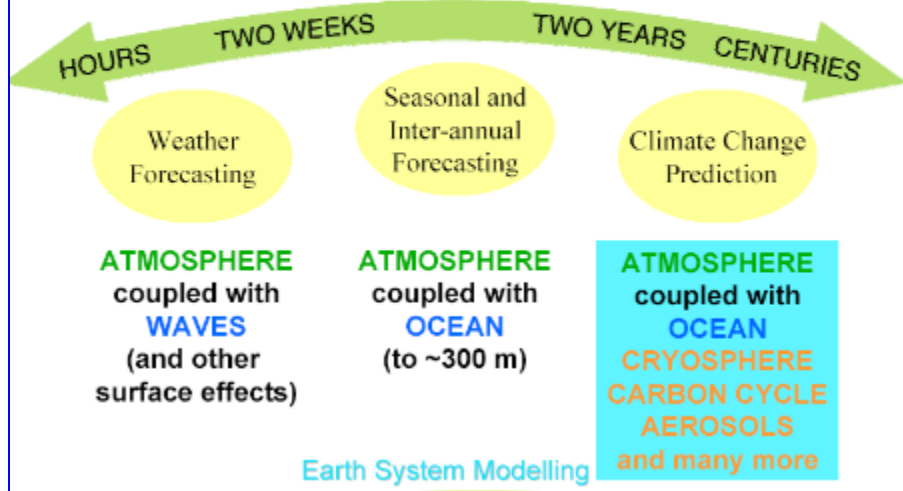 HOURS TWO WEEKS TWO YEARS CENTURIES
Weather
Forecasting
Seasonal and
Inter-annual
Forecasting
Climate Change
Prediction
ATMOSPHERE
coupled with
WAVES
(and other
surface effects)
ATMOSPHERE
coupled with
OCEAN
(to ~300 m)
ATMOSPHERE
coupled with
OCEAN
CRYOSPHERE
CARBON CYCLE
AEROSOLS
and many more
Earth System Modelling